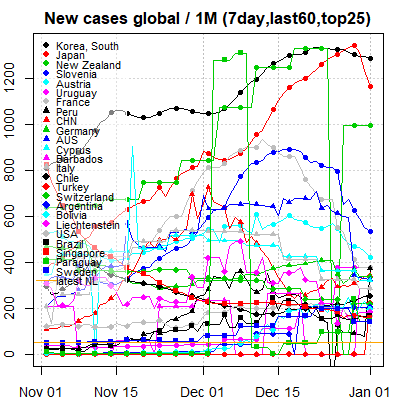 New cases global / 1M (7day,last60,top25)
Korea, South
Japan
New Zealand
Slovenia
Austria
Uruguay
France
Peru
CHN
Germany
AUS
Cyprus
Barbados
Italy
Chile
Turkey
Switzerland
Argentina
Bolivia
Liechtenstein
USA
Brazil
Singapore
Paraguay
Sweden
latest NL
0 200 400 600 800 1000 1200
Nov 01 Nov 15 Dec 01 Dec 15 Jan 01